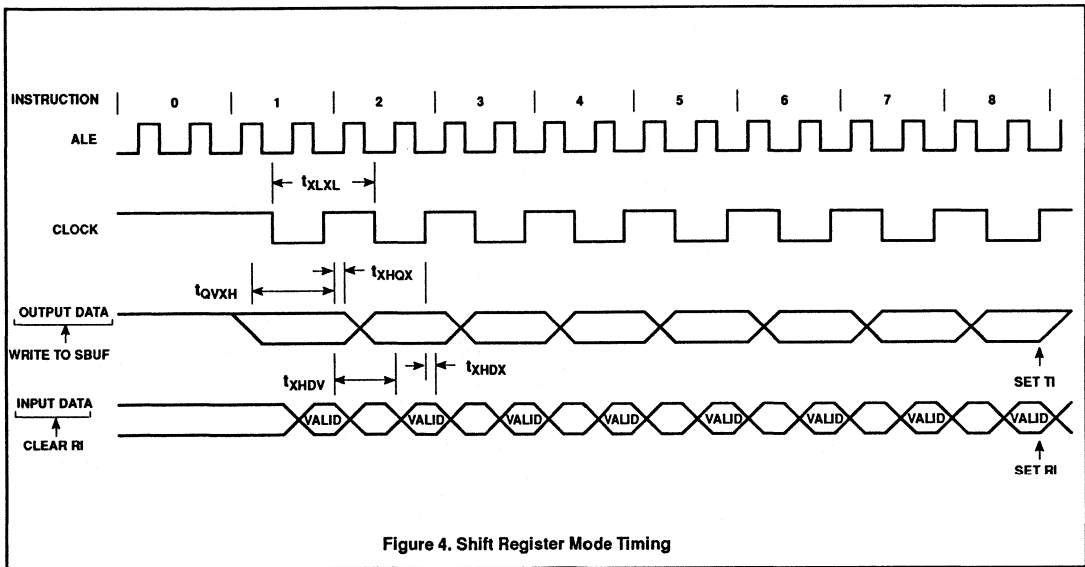 INSTRUCTION 0 1 2 3 4 5 6 7 8
ALE
tXLXL
CLOCK
tXHQX
tQVXH
OUTPUT DATA
WRITE TO SBUF
tXHDX
tXHDV
SET TI
INPUT DATA
VALID VALID VALID VALID VALID VALID VALID VALID
CLEAR RI
SET RI
Figure 4. Shift Register Mode Timing